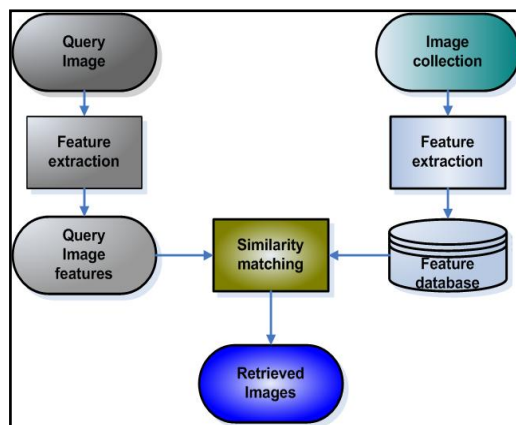 Query
Image
Image
collection
Feature
extraction
Feature
extraction
Query
Image
features
Similarity
matching
Feature
database
Retrieved
Images